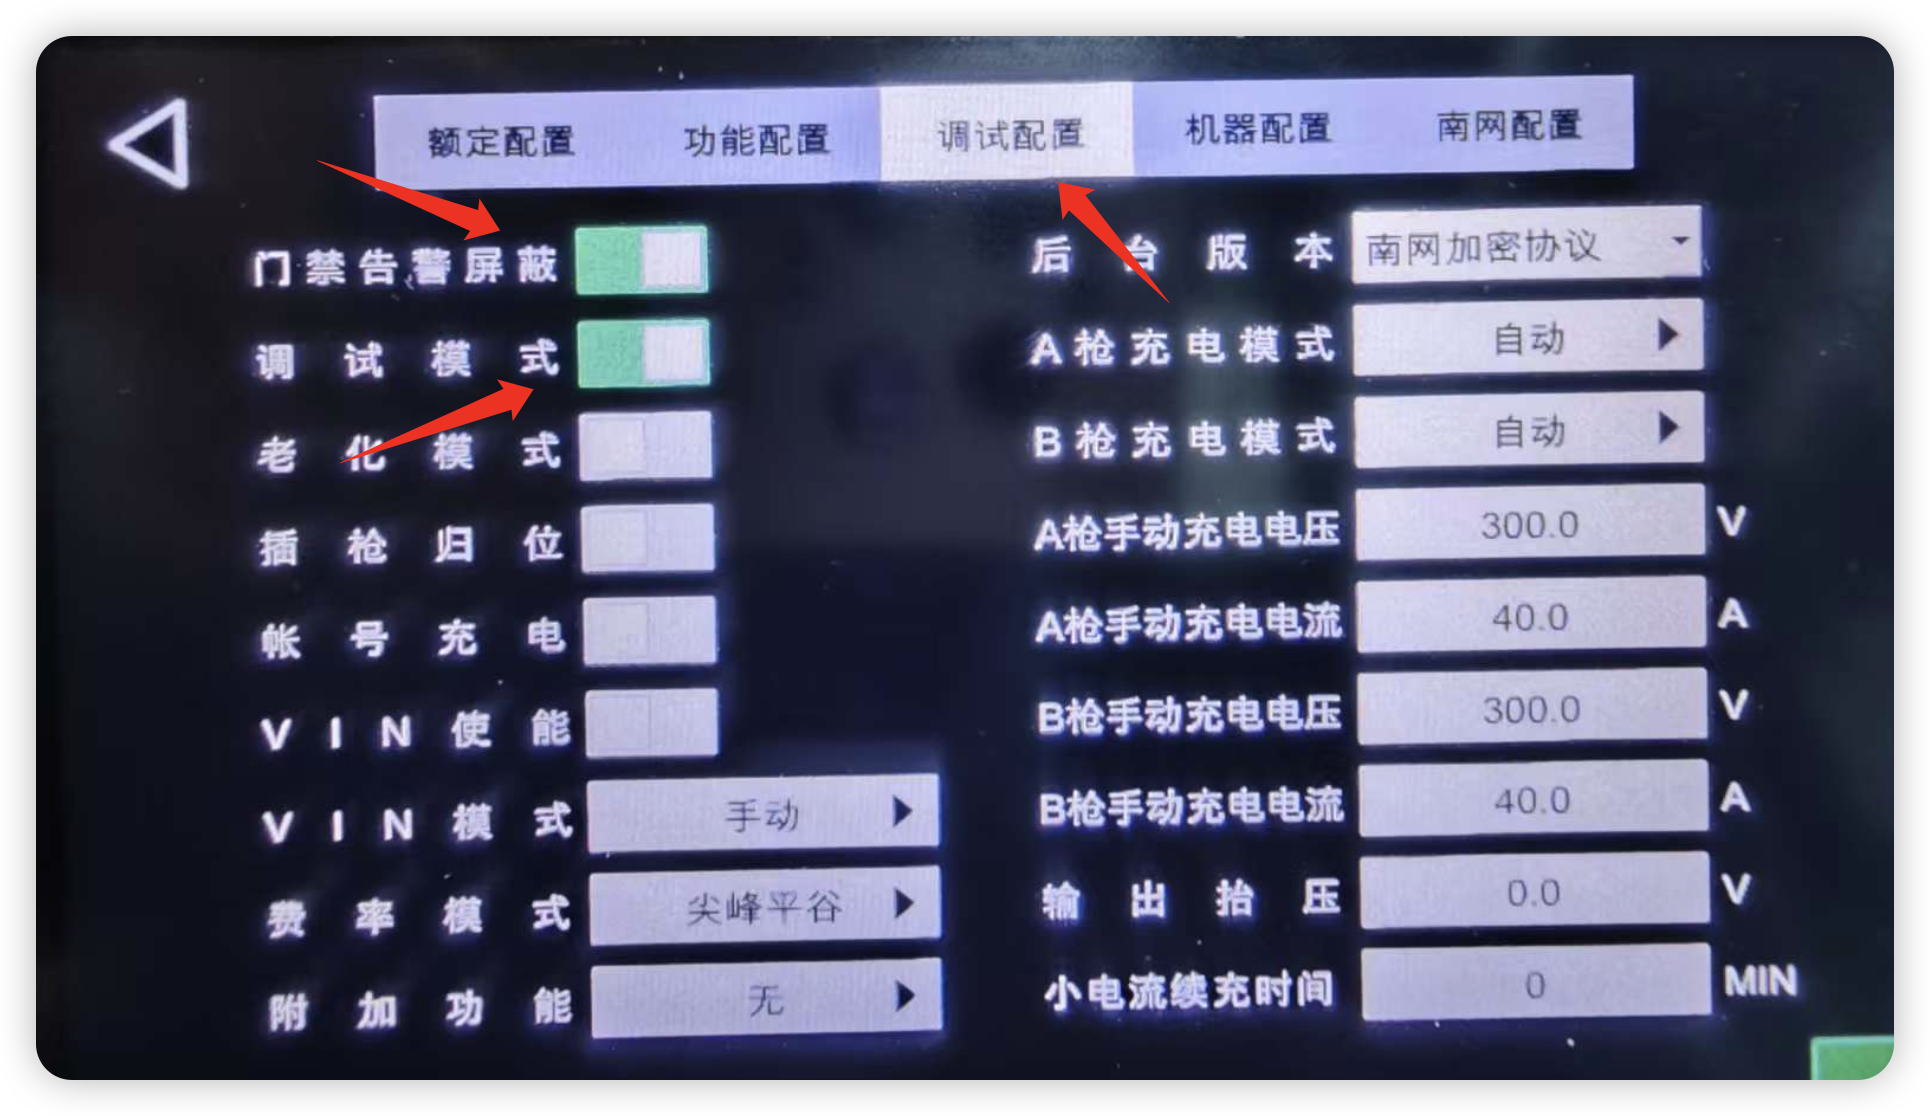 额定配置 功能配置 调试配置 机器配置 南网配置
门禁告警屏蔽
调试模式
老化模式
插枪归位
帐号充电
VIN使能
VIN模式 手动
费率模式 尖峰平谷
附加功能 无
后台版本 南网加密协议
A枪充电模式 自动
B枪充电模式 自动
A枪手动充电电压 300.0 V
A枪手动充电电流 40.0 A
B枪手动充电电压 300.0 V
B枪手动充电电流 40.0 A
输出抬压 0.0 V
小电流续充时间 0 MIN